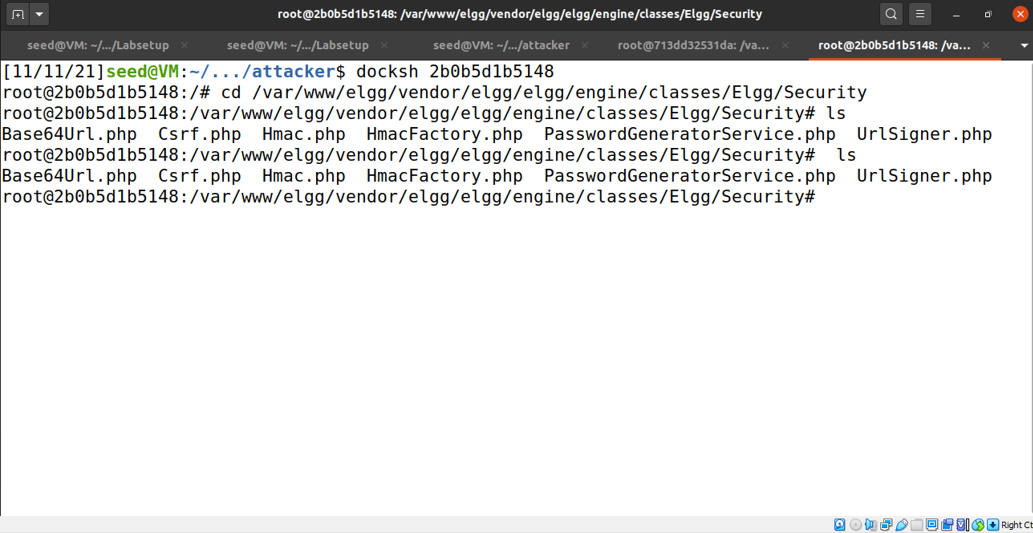 root@2b0b5d1b5148: /var/www/elgg/vendor/elgg/elgg/engine/classes/Elgg/Security
seed@VM: ~/.../Labsetup
seed@VM: ~/.../Labsetup
seed@VM: ~/.../attacker
root@713dd32531da: /va...
root@2b0b5d1b5148: /va...
[11/11/21]seed@VM:~/.../attacker$ docksh 2b0b5d1b5148
root@2b0b5d1b5148:/# cd /var/www/elgg/vendor/elgg/elgg/engine/classes/Elgg/Security
root@2b0b5d1b5148:/var/www/elgg/vendor/elgg/elgg/engine/classes/Elgg/Security# ls
Base64Url.php  Csrf.php  Hmac.php  HmacFactory.php  PasswordGeneratorService.php  UrlSigner.php
root@2b0b5d1b5148:/var/www/elgg/vendor/elgg/elgg/engine/classes/Elgg/Security#  ls
Base64Url.php  Csrf.php  Hmac.php  HmacFactory.php  PasswordGeneratorService.php  UrlSigner.php
root@2b0b5d1b5148:/var/www/elgg/vendor/elgg/elgg/engine/classes/Elgg/Security#
Right Ct